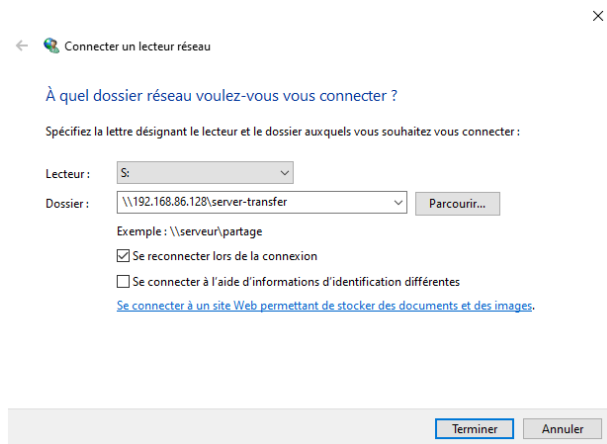 Connecter un lecteur réseau
À quel dossier réseau voulez-vous vous connecter ?
Spécifiez la lettre désignant le lecteur et le dossier auxquels vous souhaitez vous connecter :
Lecteur : S:
Dossier : \\192.168.86.128\server-transfer Parcourir...
Exemple : \\serveur\partage
Se reconnecter lors de la connexion
Se connecter à l'aide d'informations d'identification différentes
Se connecter à un site Web permettant de stocker des documents et des images.
Terminer Annuler